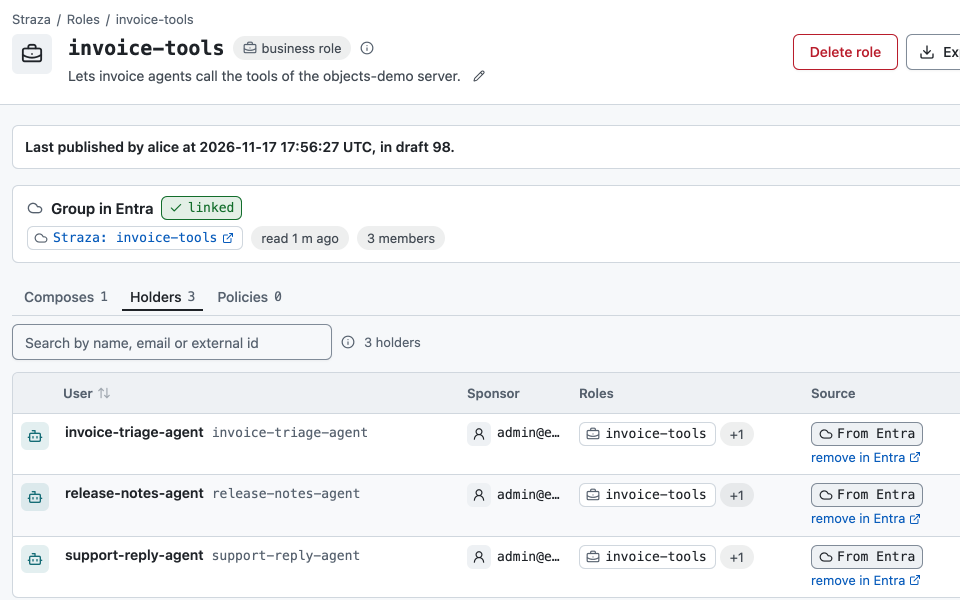 Straza / Roles / invoice-tools
invoice-tools business role
Delete role
Lets invoice agents call the tools of the objects-demo server.
Last published by alice at 2026-11-17 17:56:27 UTC, in draft 98.
Group in Entra linked
Straza: invoice-tools read 1 m ago 3 members
Composes 1 Holders 3 Policies 0
Search by name, email or external id 3 holders
User Sponsor Roles Source
invoice-triage-agent invoice-triage-agent admin@e… invoice-tools +1 From Entra
remove in Entra
release-notes-agent release-notes-agent admin@e… invoice-tools +1 From Entra
remove in Entra
support-reply-agent support-reply-agent admin@e… invoice-tools +1 From Entra
remove in Entra